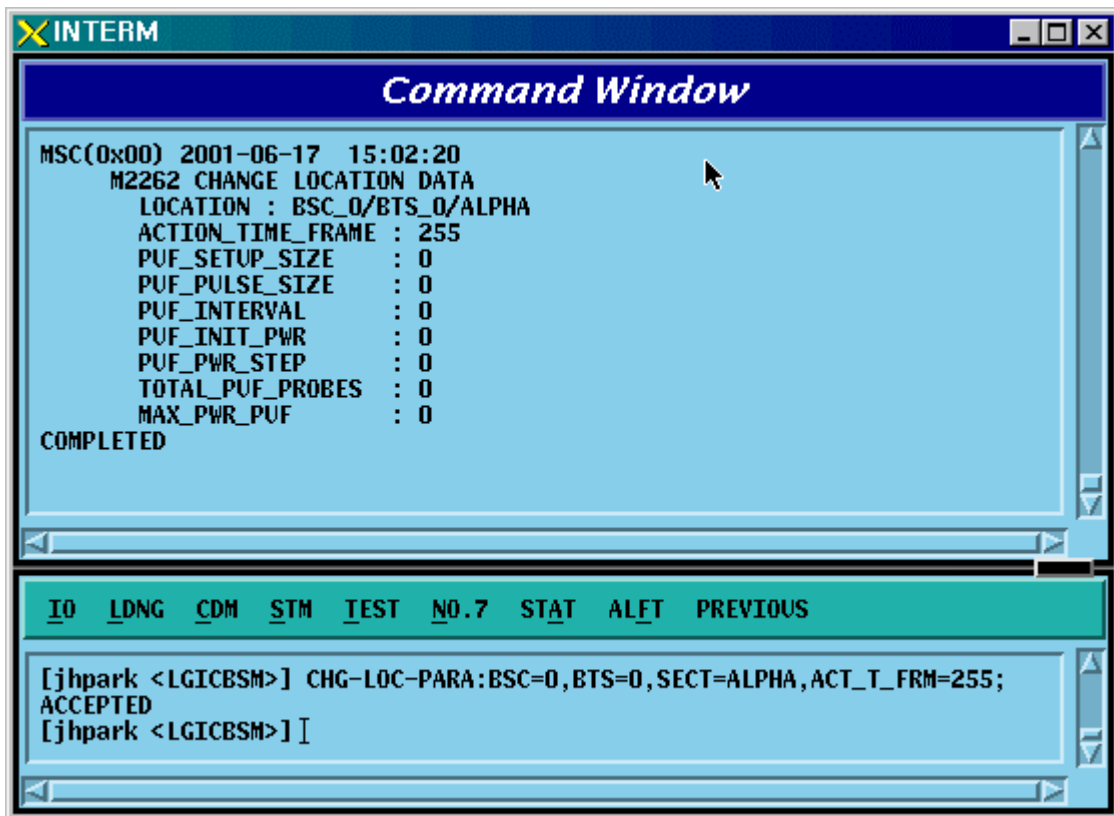 INTERM
Command Window
MSC(0x00) 2001-06-17 15:02:20
M2262 CHANGE LOCATION DATA
LOCATION : BSC_0/BTS_0/ALPHA
ACTION_TIME_FRAME : 255
PUF_SETUP_SIZE : 0
PUF_PULSE_SIZE : 0
PUF_INTERVAL : 0
PUF_INIT_PWR : 0
PUF_PWR_STEP : 0
TOTAL_PUF_PROBES : 0
MAX_PWR_PUF : 0
COMPLETED
IO LDNG CDM STM TEST NO.7 STAT ALFT PREVIOUS
[jhpark <LGICBSM>] CHG-LOC-PARA:BSC=0,BTS=0,SECT=ALPHA,ACT_T_FRM=255;
ACCEPTED
[jhpark <LGICBSM>]